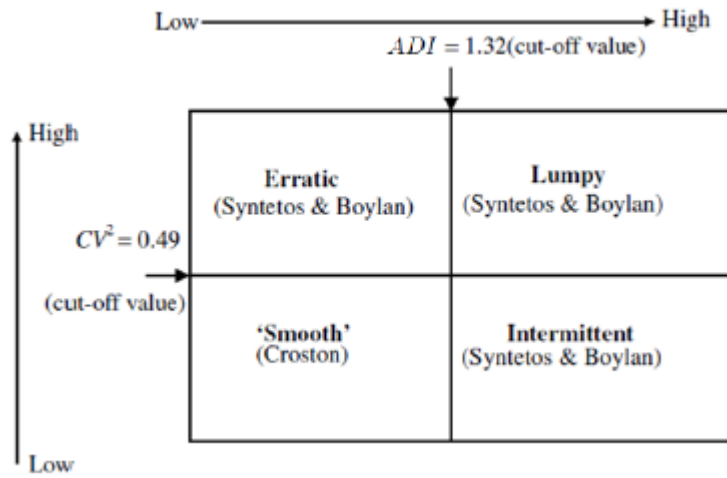 Low High
ADI = 1.32(cut-off value)
High
Erratic
(Syntetos & Boylan)
Lumpy
(Syntetos & Boylan)
CV² = 0.49
(cut-off value)
'Smooth'
(Croston)
Intermittent
(Syntetos & Boylan)
Low